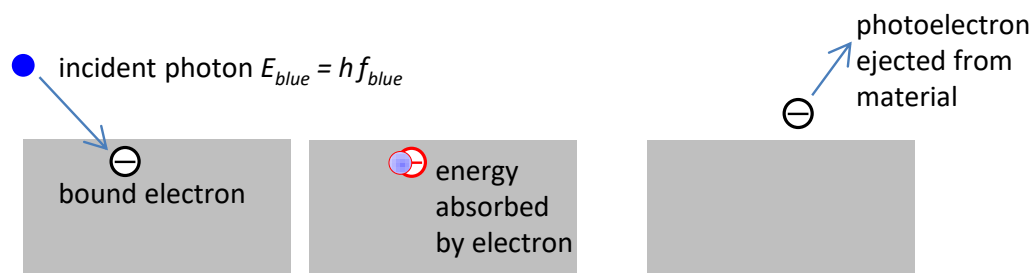 incident photon E_blue = h f_blue
bound electron
energy
absorbed
by electron
photoelectron
ejected from
material